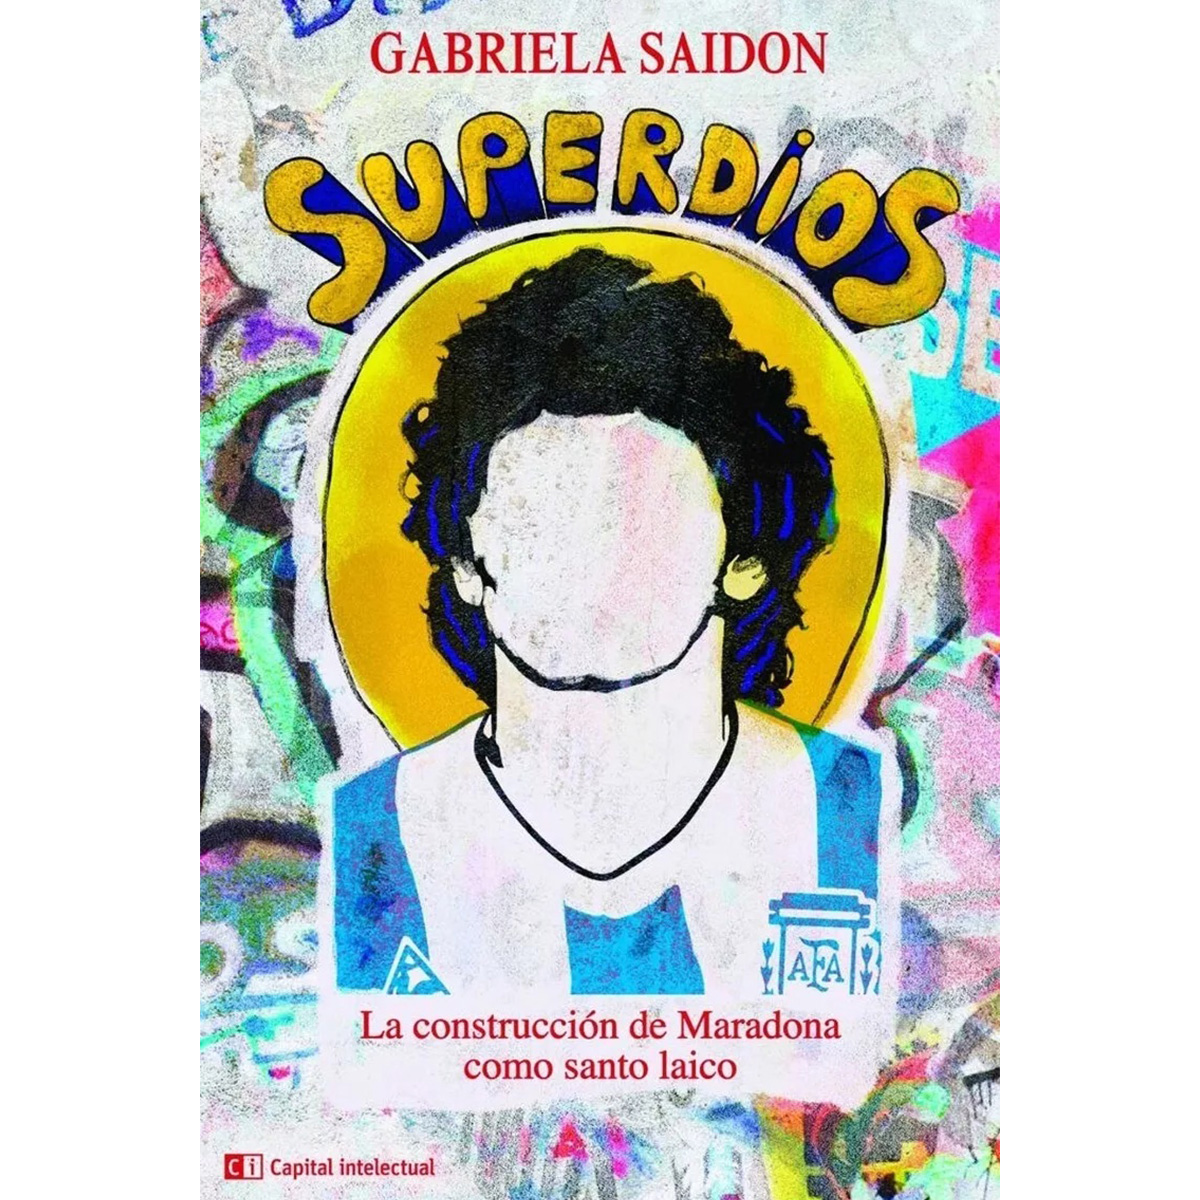 GABRIELA SAIDON
SUPERDiOS
AFA
La construcción de Maradona
como santo laico
Ci Capital intelectual